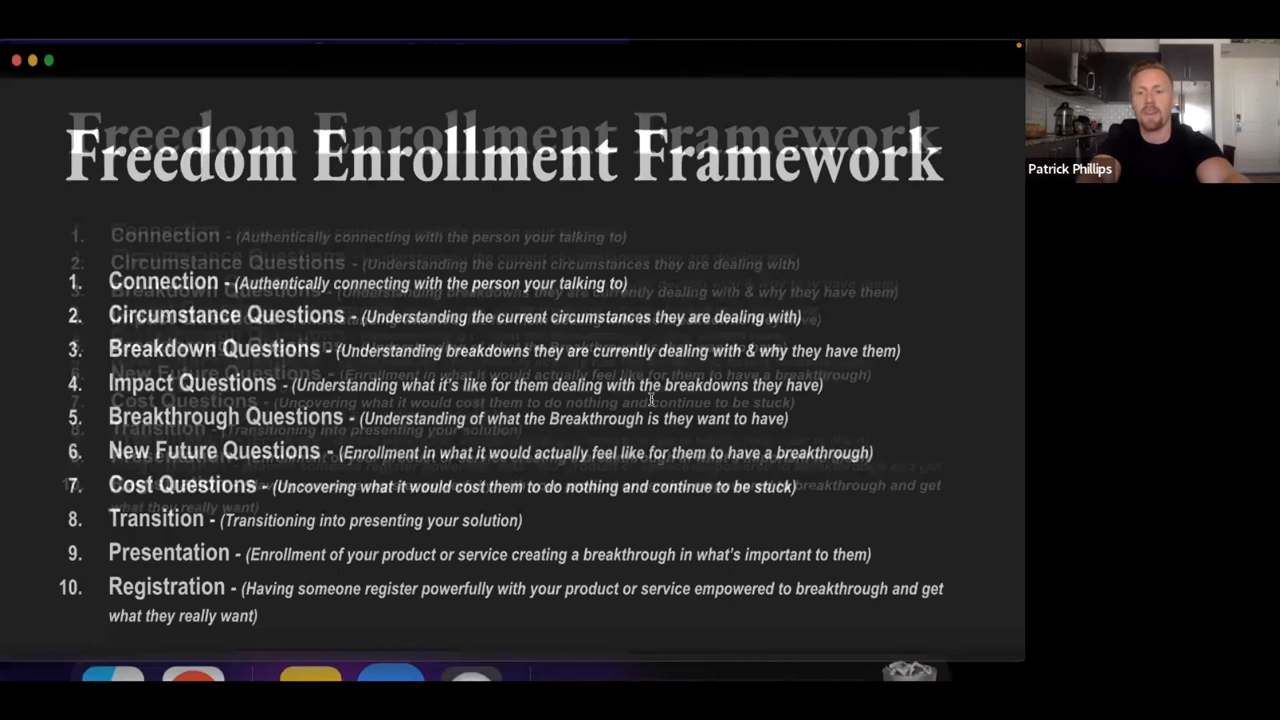 Freedom Enrollment Framework
1. Connection - (Authentically connecting with the person your talking to)
2. Circumstance Questions - (Understanding the current circumstances they are dealing with)
3. Breakdown Questions - (Understanding breakdowns they are currently dealing with & why they have them)
4. Impact Questions - (Understanding what it's like for them dealing with the breakdowns they have)
5. Breakthrough Questions - (Understanding of what the Breakthrough is they want to have)
6. New Future Questions - (Enrollment in what it would actually feel like for them to have a breakthrough)
7. Cost Questions - (Uncovering what it would cost them to do nothing and continue to be stuck)
8. Transition - (Transitioning into presenting your solution)
9. Presentation - (Enrollment of your product or service creating a breakthrough in what's important to them)
10. Registration - (Having someone register powerfully with your product or service empowered to breakthrough and get
what they really want)
Patrick Phillips